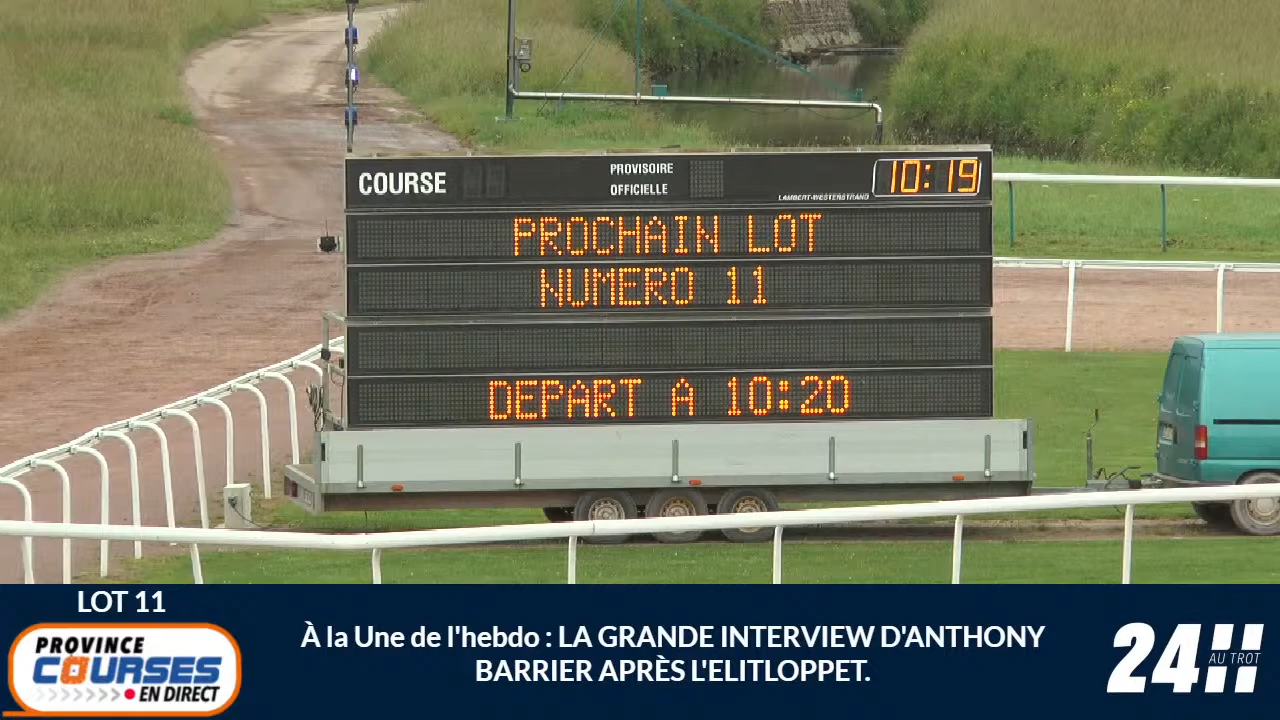 COURSE
PROVISOIRE
OFFICIELLE
LAMBERT-WESTERSTRAND
10:19
PROCHAIN LOT
NUMERO 11
DEPART A 10:20
LOT 11
PROVINCE
COURSES
EN DIRECT
À la Une de l'hebdo : LA GRANDE INTERVIEW D'ANTHONY
BARRIER APRÈS L'ELITLOPPET.
24H
AU TROT